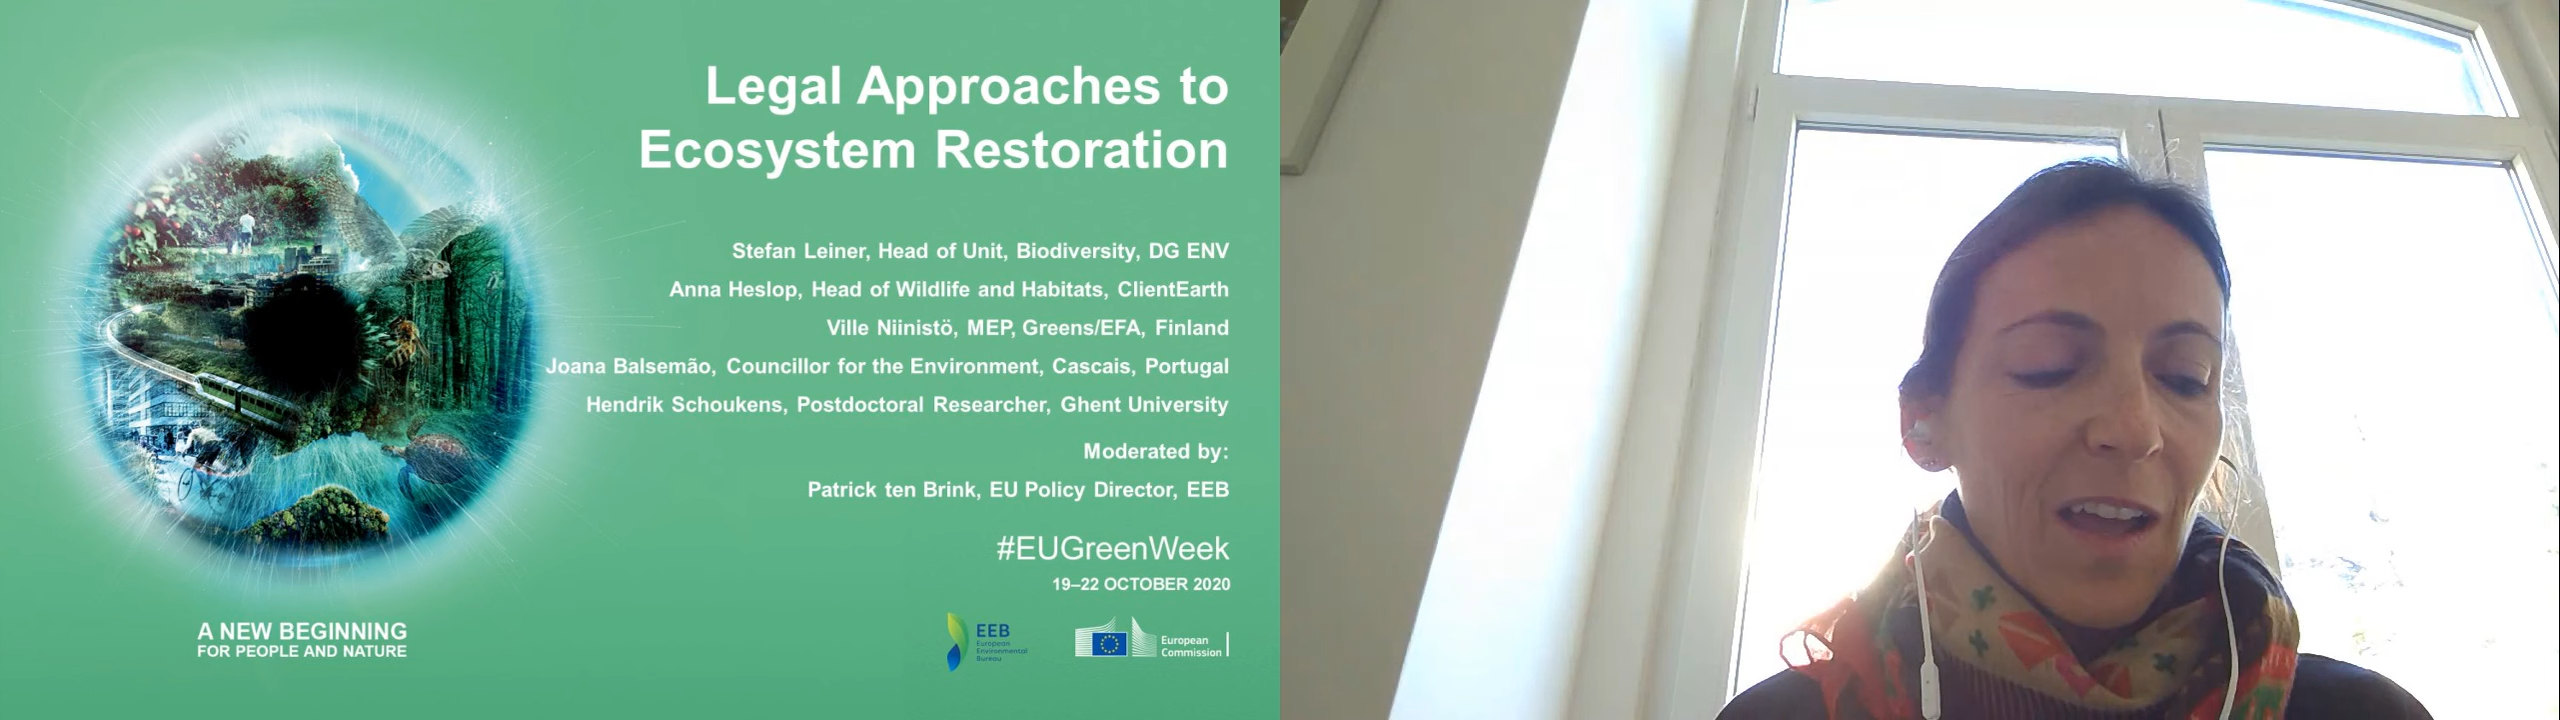 Legal Approaches to
Ecosystem Restoration
Stefan Leiner, Head of Unit, Biodiversity, DG ENV
Anna Heslop, Head of Wildlife and Habitats, ClientEarth
Ville Niinistö, MEP, Greens/EFA, Finland
Joana Balsemão, Councillor for the Environment, Cascais, Portugal
Hendrik Schoukens, Postdoctoral Researcher, Ghent University
Moderated by:
Patrick ten Brink, EU Policy Director, EEB
#EUGreenWeek
19–22 OCTOBER 2020
A NEW BEGINNING
FOR PEOPLE AND NATURE
EEB
European
Environmental
Bureau
European
Commission